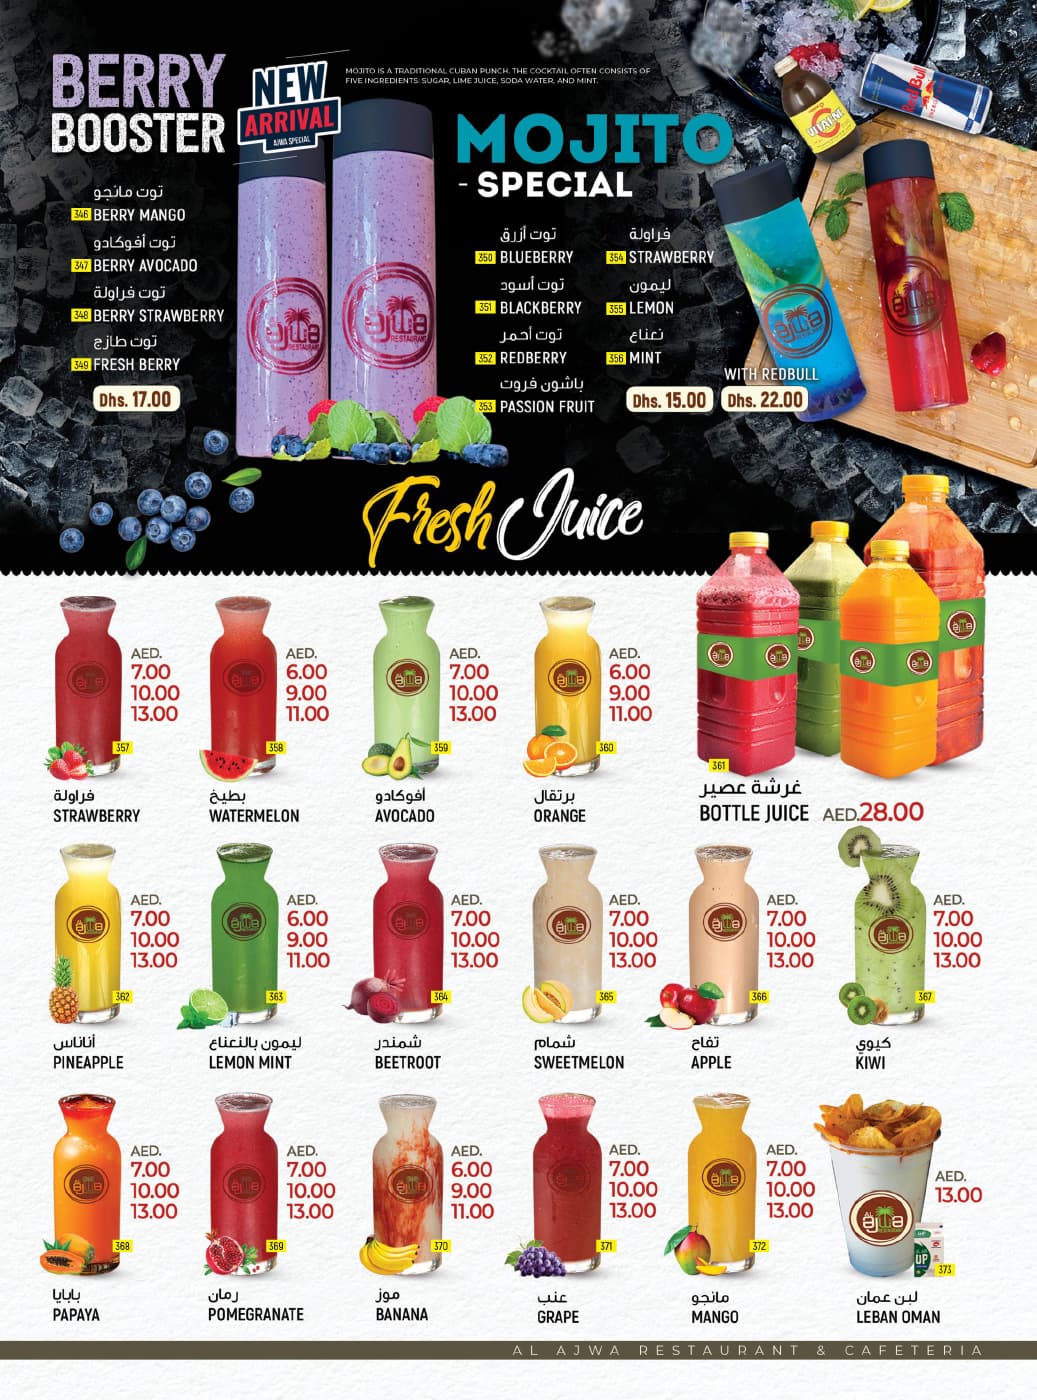 BERRY
BOOSTER
NEW
ARRIVAL
AJWA SPECIAL
توت مانجو
346 BERRY MANGO
توت أفوكادو
347 BERRY AVOCADO
توت فراولة
348 BERRY STRAWBERRY
توت طازج
349 FRESH BERRY
Dhs. 17.00
MOJITO IS A TRADITIONAL CUBAN PUNCH. THE COCKTAIL OFTEN CONSISTS OF
FIVE INGREDIENTS: SUGAR, LIME JUICE, SODA WATER, AND MINT.
MOJITO
- SPECIAL
توت أزرق
350 BLUEBERRY
توت أسود
351 BLACKBERRY
توت أحمر
352 REDBERRY
باشون فروت
353 PASSION FRUIT
فراولة
354 STRAWBERRY
ليمون
355 LEMON
نعناع
356 MINT
Dhs. 15.00
WITH REDBULL
Dhs. 22.00
Red Bull
ajwa
RESTAURANT
ajwa
RESTAURANT
ajwa
ajwa
Fresh Juice
AED.
7.00
10.00
13.00
357
فراولة
STRAWBERRY
AED.
6.00
9.00
11.00
358
بطيخ
WATERMELON
AED.
7.00
10.00
13.00
359
أفوكادو
AVOCADO
AED.
6.00
9.00
11.00
360
برتقال
ORANGE
361
غرشة عصير
BOTTLE JUICE AED.28.00
AED.
7.00
10.00
13.00
362
أناناس
PINEAPPLE
AED.
6.00
9.00
11.00
363
ليمون بالنعناع
LEMON MINT
AED.
7.00
10.00
13.00
364
شمندر
BEETROOT
AED.
7.00
10.00
13.00
365
شمام
SWEETMELON
AED.
7.00
10.00
13.00
366
تفاح
APPLE
AED.
7.00
10.00
13.00
367
كيوي
KIWI
AED.
7.00
10.00
13.00
368
بابايا
PAPAYA
AED.
7.00
10.00
13.00
369
رمان
POMEGRANATE
AED.
6.00
9.00
11.00
370
موز
BANANA
AED.
7.00
10.00
13.00
371
عنب
GRAPE
AED.
7.00
10.00
13.00
372
مانجو
MANGO
AED.
13.00
AL
ajwa
UP
373
لبن عمان
LEBAN OMAN
AL AJWA RESTAURANT & CAFETERIA